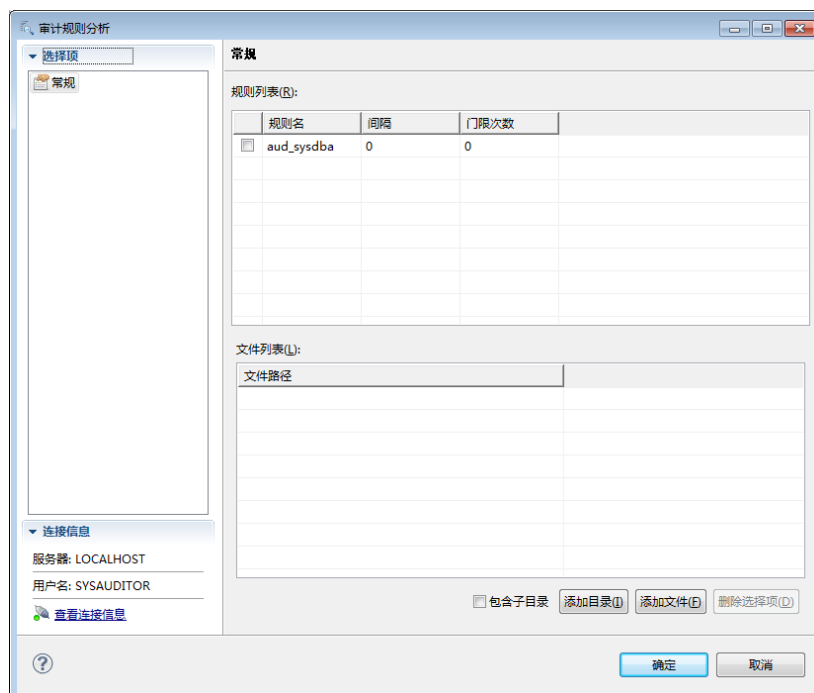 审计规则分析
选择项
常规
常规
规则列表(R):
规则名 间隔 门限次数
aud_sysdba 0 0
文件列表(L):
文件路径
连接信息
服务器: LOCALHOST
用户名: SYSAUDITOR
查看连接信息
包含子目录 添加目录(I) 添加文件(F) 删除选择项(D)
确定 取消